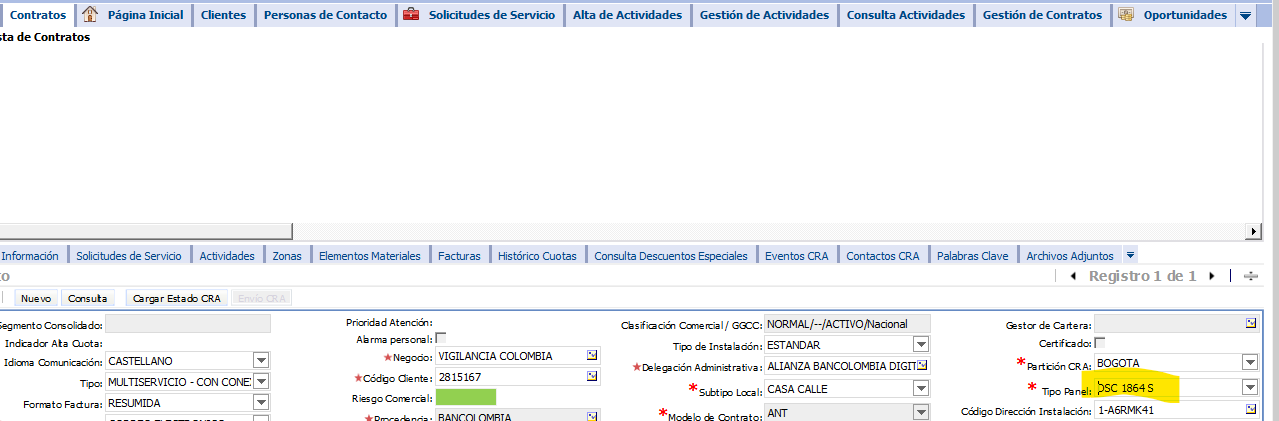 Contratos Página Inicial Clientes Personas de Contacto Solicitudes de Servicio Alta de Actividades Gestión de Actividades Consulta Actividades Gestión de Contratos Oportunidades
sta de Contratos
Información Solicitudes de Servicio Actividades Zonas Elementos Materiales Facturas Histórico Cuotas Consulta Descuentos Especiales Eventos CRA Contactos CRA Palabras Clave Archivos Adjuntos
to Registro 1 de 1
Nuevo Consulta Cargar Estado CRA Envío CRA
Segmento Consolidado: Prioridad Atención: Clasificación Comercial / GGCC: NORMAL/--/ACTIVO/Nacional Gestor de Cartera:
Indicador Alta Cuota: Alarma personal: Tipo de Instalación: ESTANDAR Certificado:
Idioma Comunicación: CASTELLANO *Negodo: VIGILANCIA COLOMBIA *Delegación Administrativa: ALIANZA BANCOLOMBIA DIGIT *Partición CRA: BOGOTA
Tipo: MULTISERVICIO - CON CONE *Código Cliente: 2815167 *Subtipo Local: CASA CALLE * Tipo Panel: DSC 1864 S
Formato Factura: RESUMIDA Riesgo Comercial: *Modelo de Contrato: ANT Código Dirección Instalación: 1-A6RMK41
*Procedencia: BANCOLOMBIA